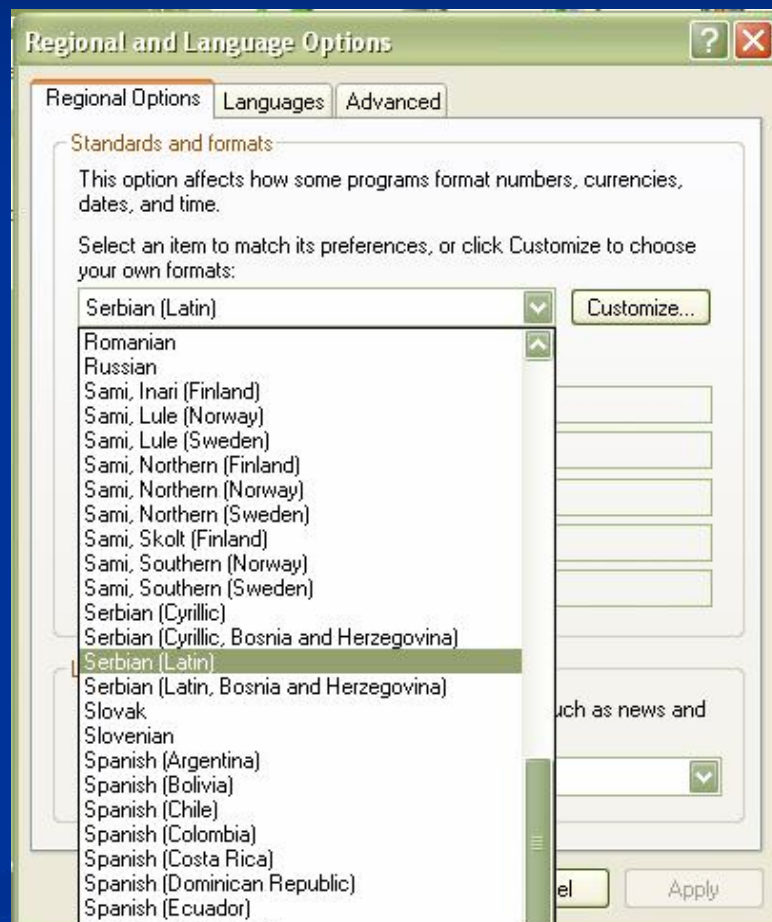 Regional and Language Options
Regional Options Languages Advanced
Standards and formats
This option affects how some programs format numbers, currencies,
dates, and time.
Select an item to match its preferences, or click Customize to choose
your own formats:
Serbian (Latin) Customize...
Romanian
Russian
Sami, Inari (Finland)
Sami, Lule (Norway)
Sami, Lule (Sweden)
Sami, Northern (Finland)
Sami, Northern (Norway)
Sami, Northern (Sweden)
Sami, Skolt (Finland)
Sami, Southern (Norway)
Sami, Southern (Sweden)
Serbian (Cyrillic)
Serbian (Cyrillic, Bosnia and Herzegovina)
Serbian (Latin)
Serbian (Latin, Bosnia and Herzegovina)
Slovak as news and
Slovenian
Spanish (Argentina)
Spanish (Bolivia)
Spanish (Chile)
Spanish (Colombia)
Spanish (Costa Rica)
Spanish (Dominican Republic) Apply
Spanish (Ecuador)